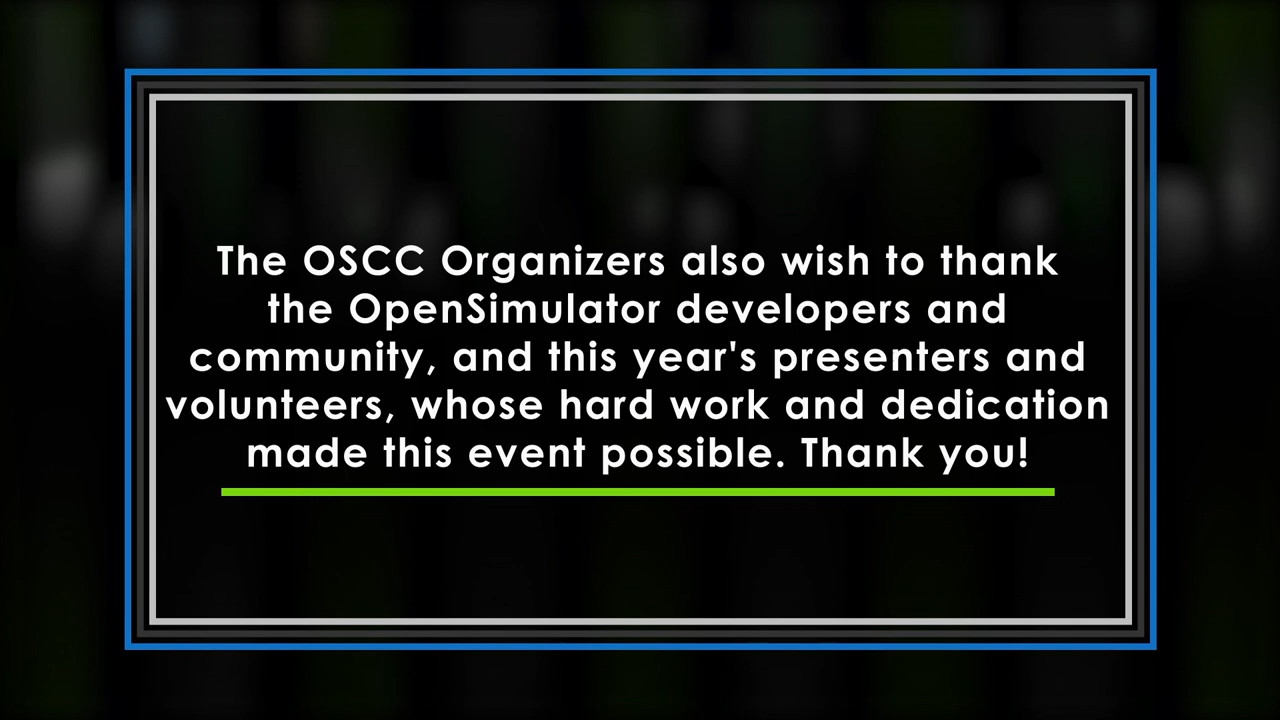 The OSCC Organizers also wish to thank
the OpenSimulator developers and
community, and this year's presenters and
volunteers, whose hard work and dedication
made this event possible. Thank you!